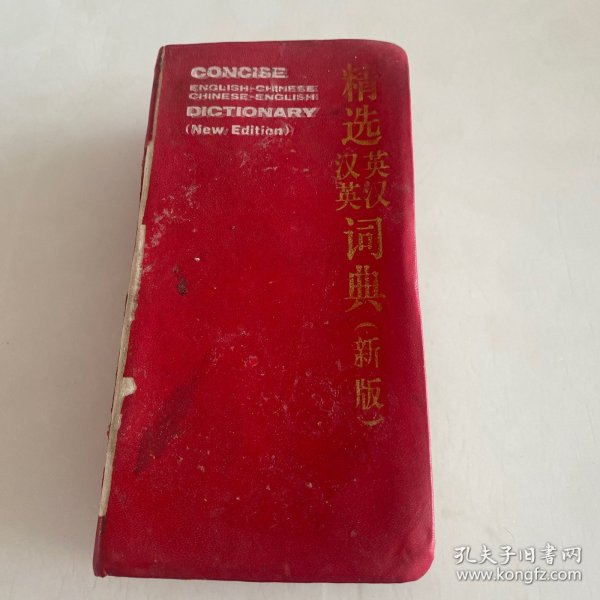 CONCISE
ENGLISH-CHINESE
CHINESE-ENGLISH
DICTIONARY
(New Edition)
精选
英汉
汉英
词典
(新版)
孔夫子旧书网
www.kongfz.com